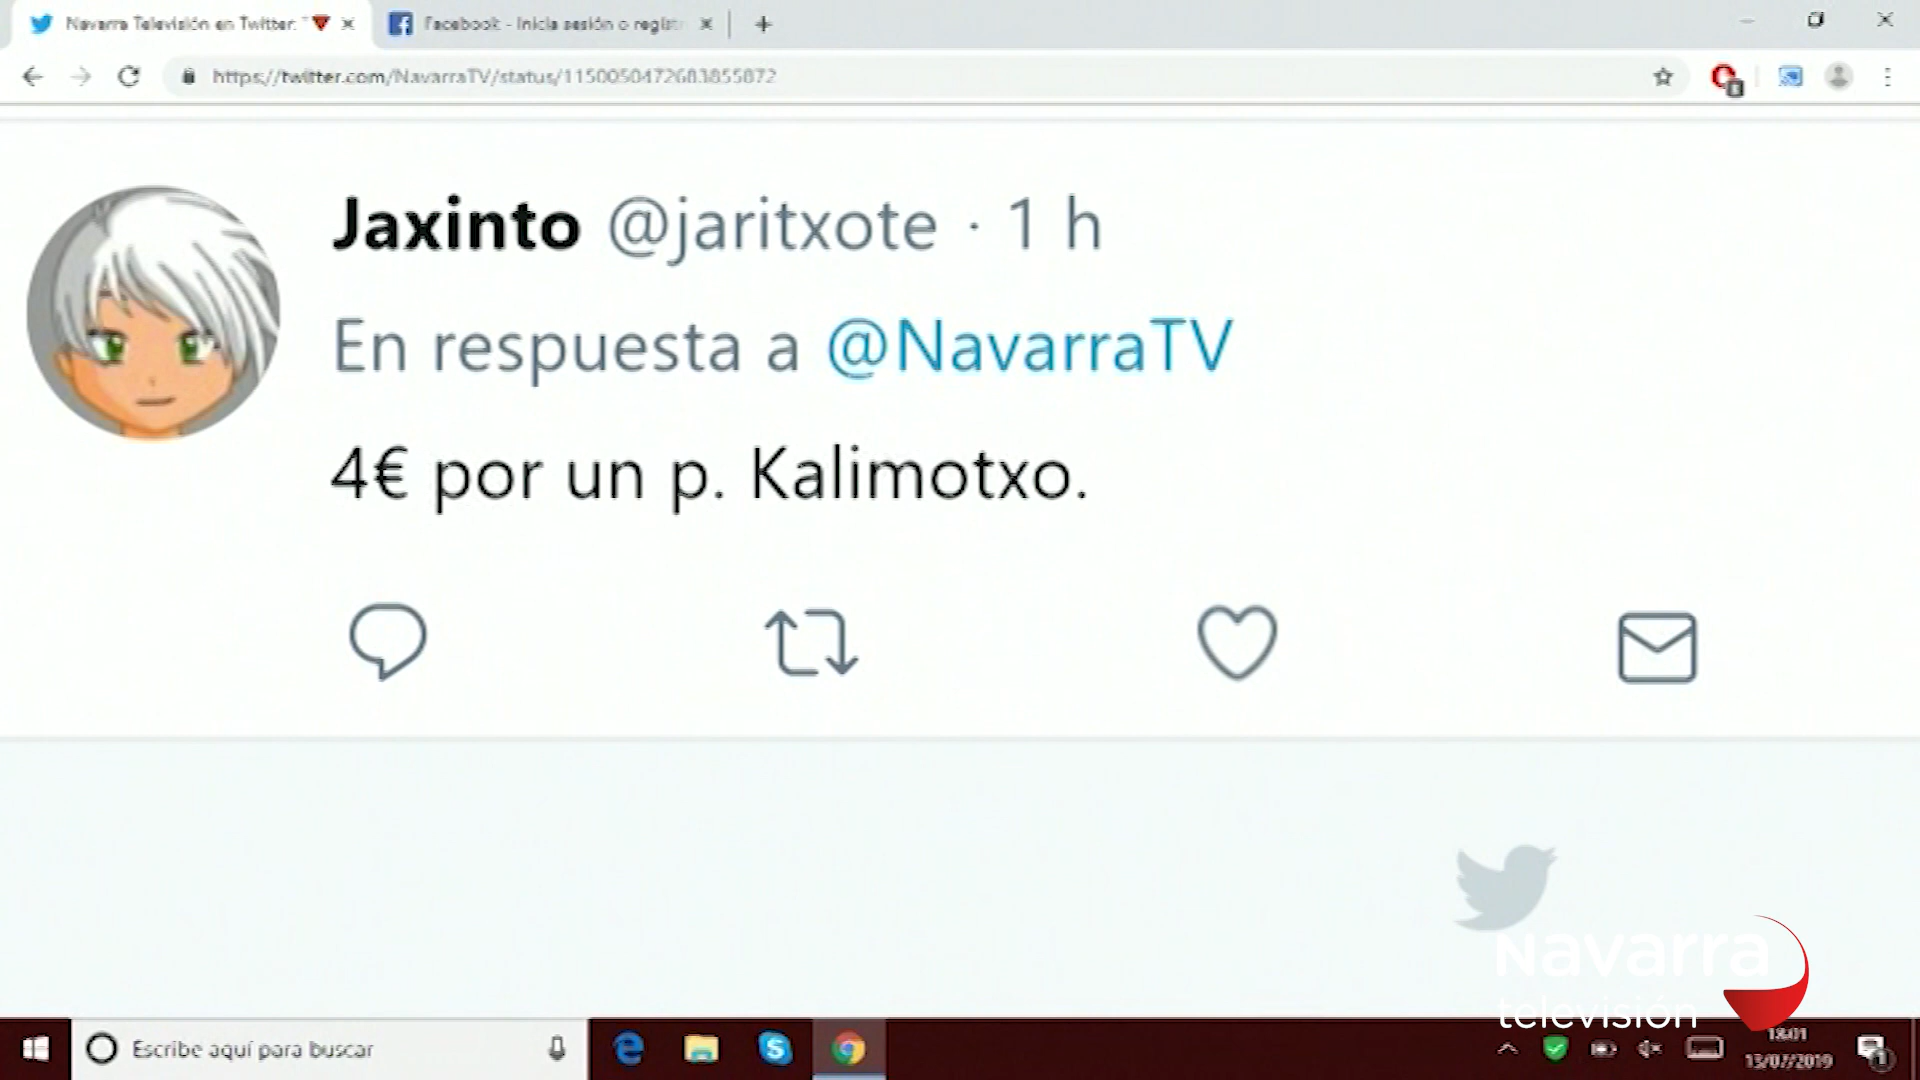 Navarra Televisión en Twitter: "
Facebook - Inicia sesión o regist
https://twitter.com/NavarraTV/status/1150050472683855872
Jaxinto @jaritxote · 1 h
En respuesta a @NavarraTV
4€ por un p. Kalimotxo.
Navarra
televisión
Escribe aquí para buscar
18:01
13/07/2019